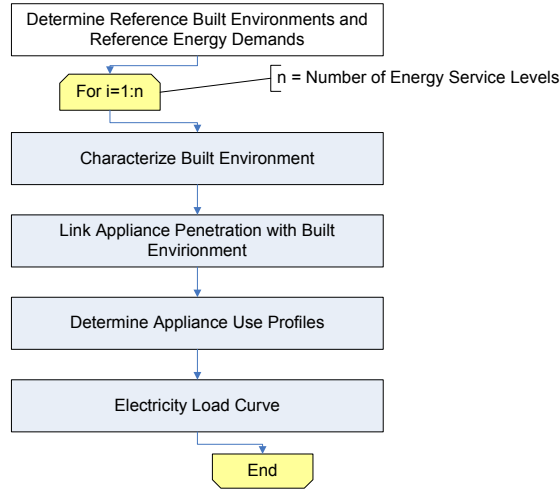 Determine Reference Built Environments and
Reference Energy Demands
For i=1:n
n = Number of Energy Service Levels
Characterize Built Environment
Link Appliance Penetration with Built
Envirionment
Determine Appliance Use Profiles
Electricity Load Curve
End